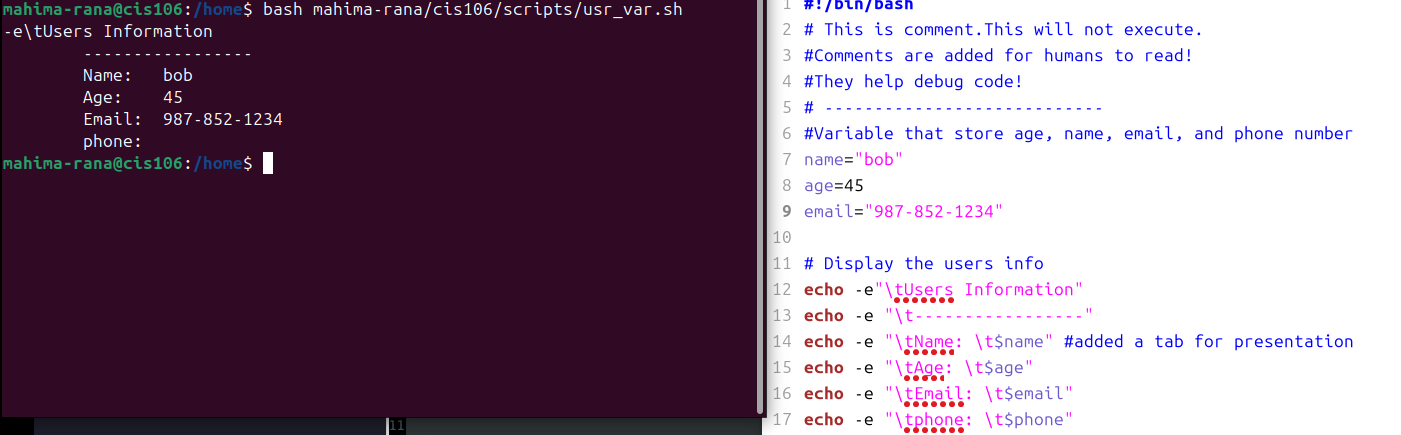 mahima-rana@cis106:/home$ bash mahima-rana/cis106/scripts/usr_var.sh
-e\tUsers Information
-----------------
Name: bob
Age: 45
Email: 987-852-1234
phone:
mahima-rana@cis106:/home$
11
1 #!/bin/bash
2 # This is comment.This will not execute.
3 #Comments are added for humans to read!
4 #They help debug code!
5 # ----------------------------
6 #Variable that store age, name, email, and phone number
7 name="bob"
8 age=45
9 email="987-852-1234"
10
11 # Display the users info
12 echo -e"\tUsers Information"
13 echo -e "\t-----------------"
14 echo -e "\tName: \t$name" #added a tab for presentation
15 echo -e "\tAge: \t$age"
16 echo -e "\tEmail: \t$email"
17 echo -e "\tphone: \t$phone"